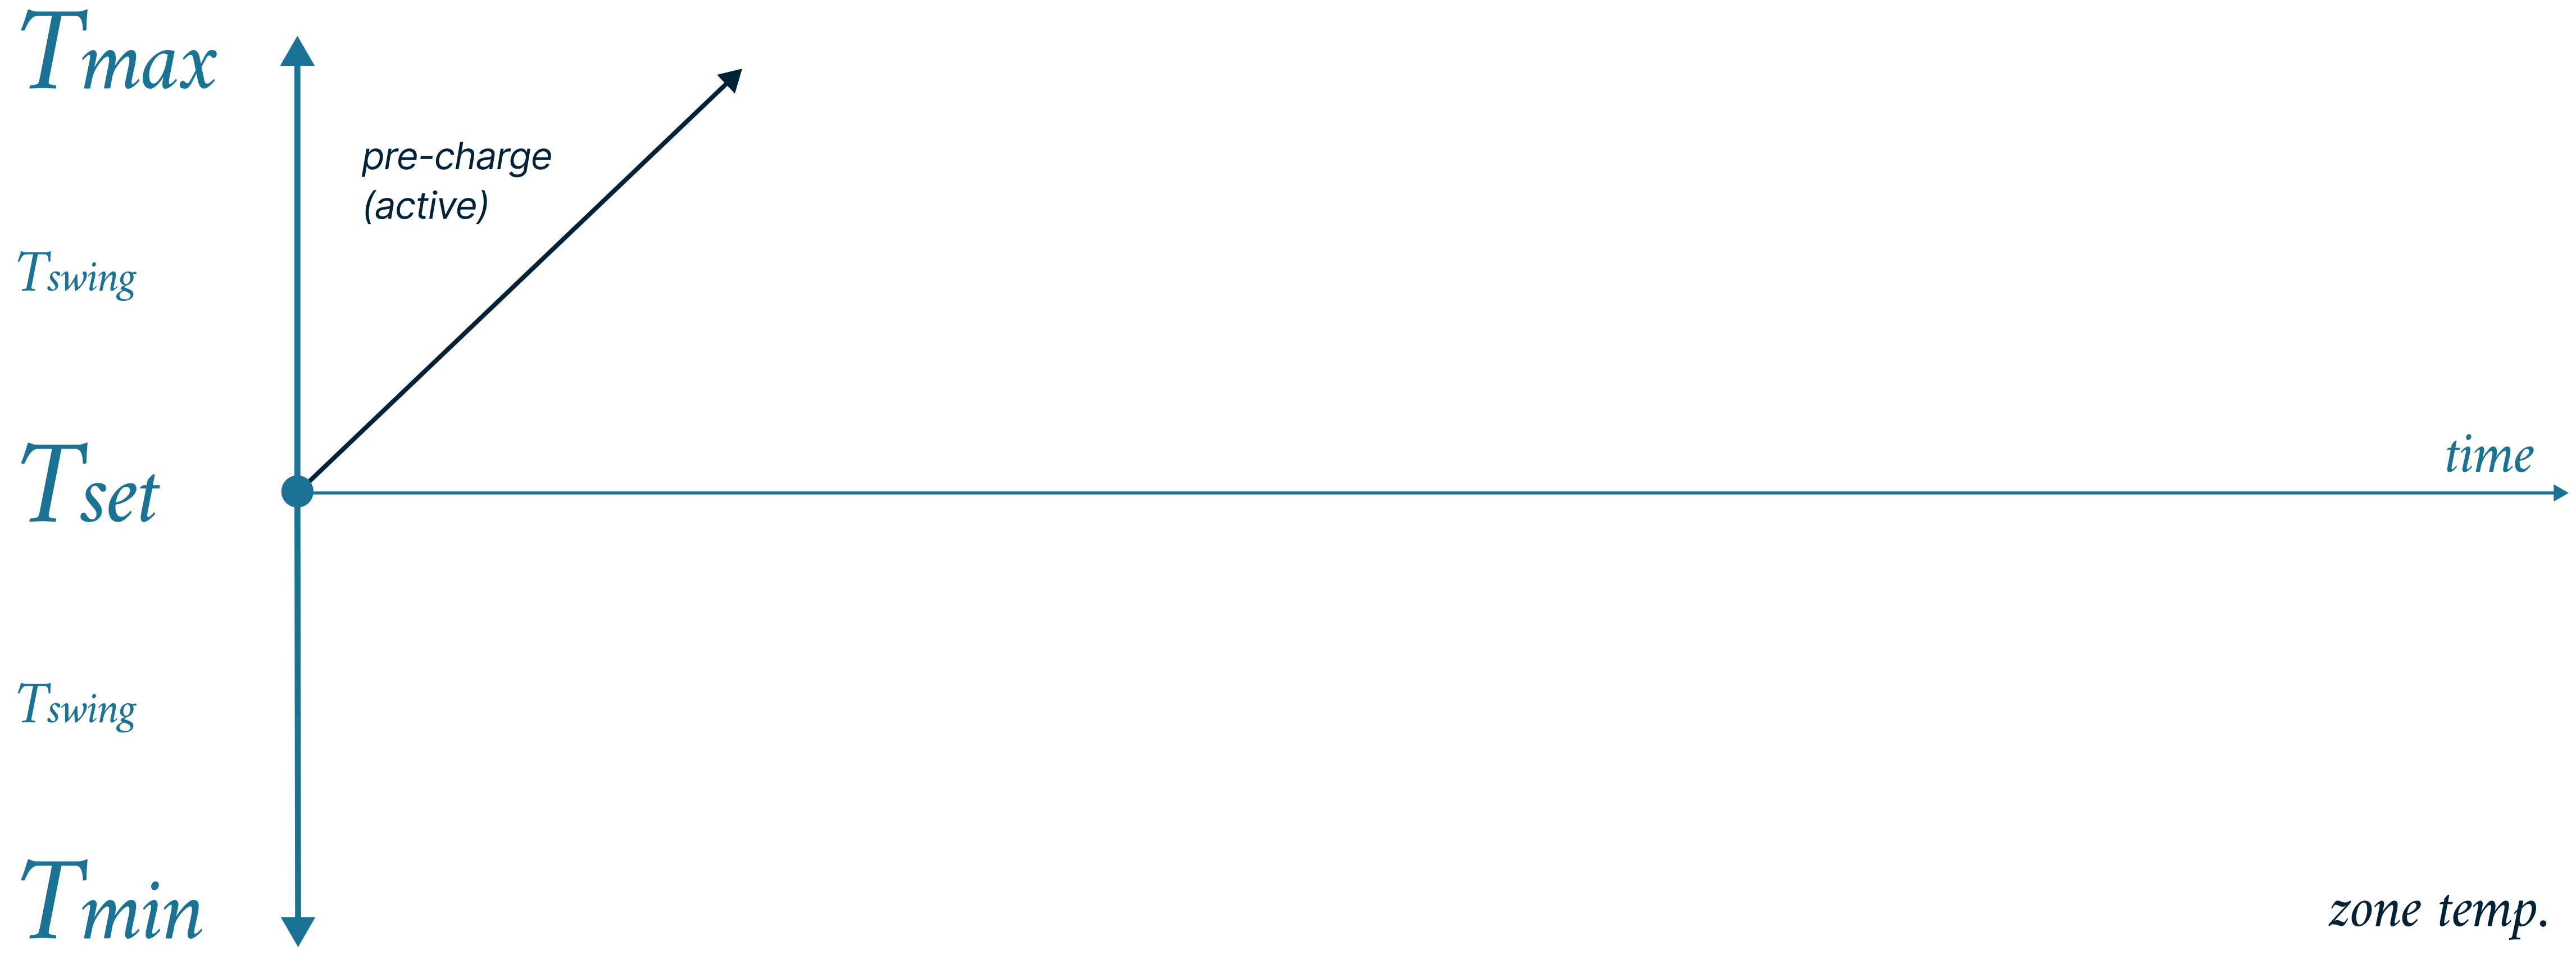 Tmax
pre-charge
(active)
Tswing
time
Tset
Tswing
Tmin
zone temp.